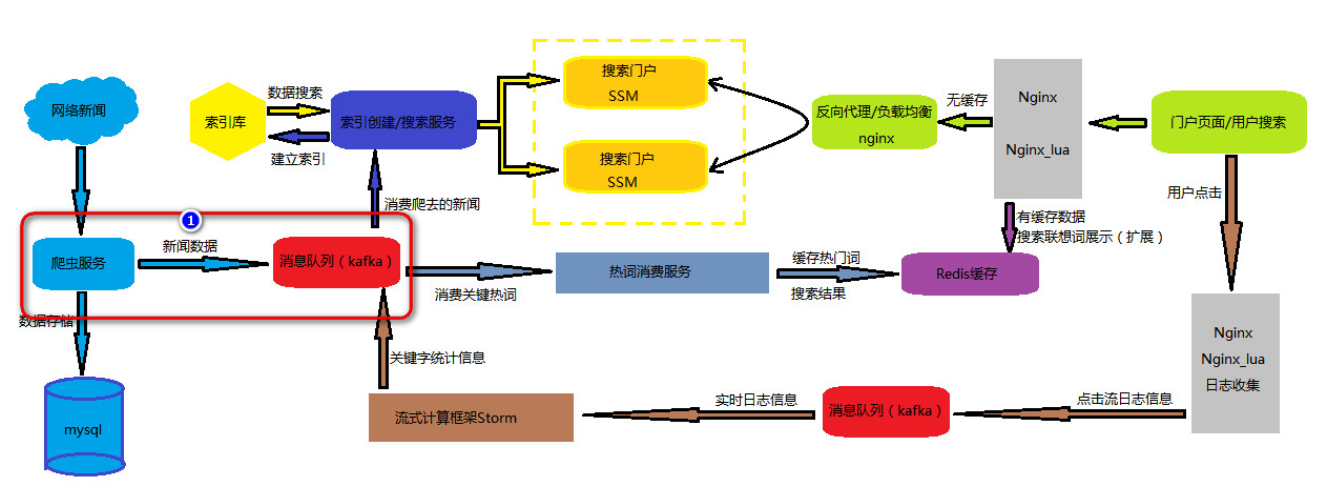 网络新闻
索引库
数据搜索
建立索引
索引创建/搜索服务
搜索门户
SSM
搜索门户
SSM
反向代理/负载均衡
nginx
无缓存
Nginx
Nginx_lua
门户页面/用户搜索
用户点击
消费爬去的新闻
1
爬虫服务
新闻数据
消息队列（kafka）
消费关键热词
热词消费服务
缓存热门词
搜索结果
Redis缓存
有缓存数据
搜索联想词展示（扩展）
数据存储
mysql
关键字统计信息
流式计算框架Storm
实时日志信息
消息队列（kafka）
点击流日志信息
Nginx
Nginx_lua
日志收集